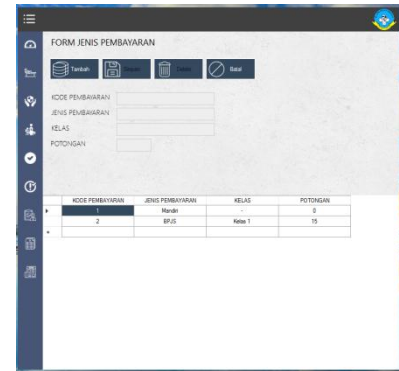 FORM JENIS PEMBAYARAN
Tambah Batal
KODE PEMBAYARAN
JENIS PEMBAYARAN
KELAS
POTONGAN
KODE PEMBAYARAN JENIS PEMBAYARAN KELAS POTONGAN
1 Mandiri - 0
2 BPJS Kelas 1 15